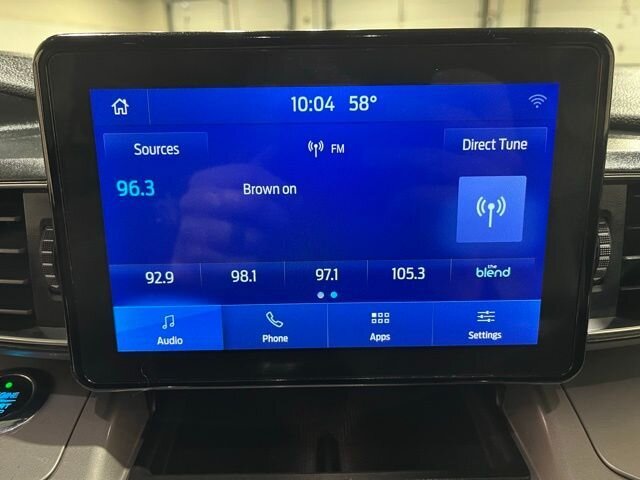 10:04 58°
Sources
FM
Direct Tune
96.3
Brown on
92.9 98.1 97.1 105.3 the blend
Audio Phone Apps Settings